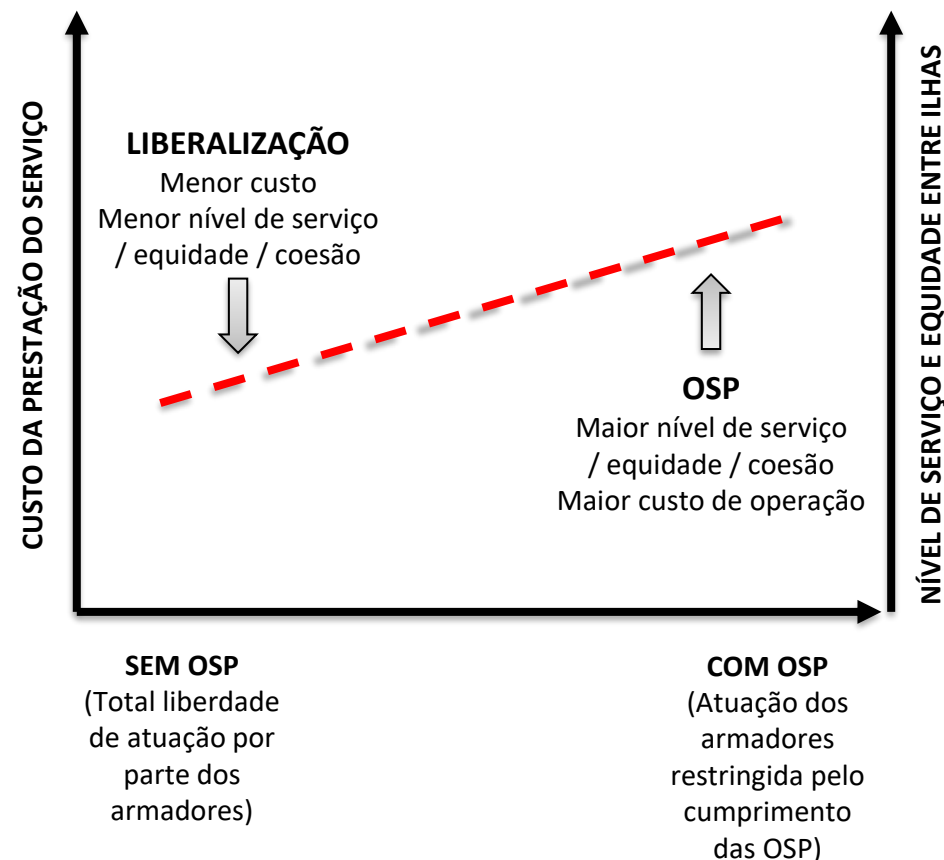 CUSTO DA PRESTAÇÃO DO SERVIÇO
LIBERALIZAÇÃO
Menor custo
Menor nível de serviço
/ equidade / coesão
OSP
Maior nível de serviço
/ equidade / coesão
Maior custo de operação
NÍVEL DE SERVIÇO E EQUIDADE ENTRE ILHAS
SEM OSP
(Total liberdade
de atuação por
parte dos
armadores)
COM OSP
(Atuação dos
armadores
restringida pelo
cumprimento
das OSP)